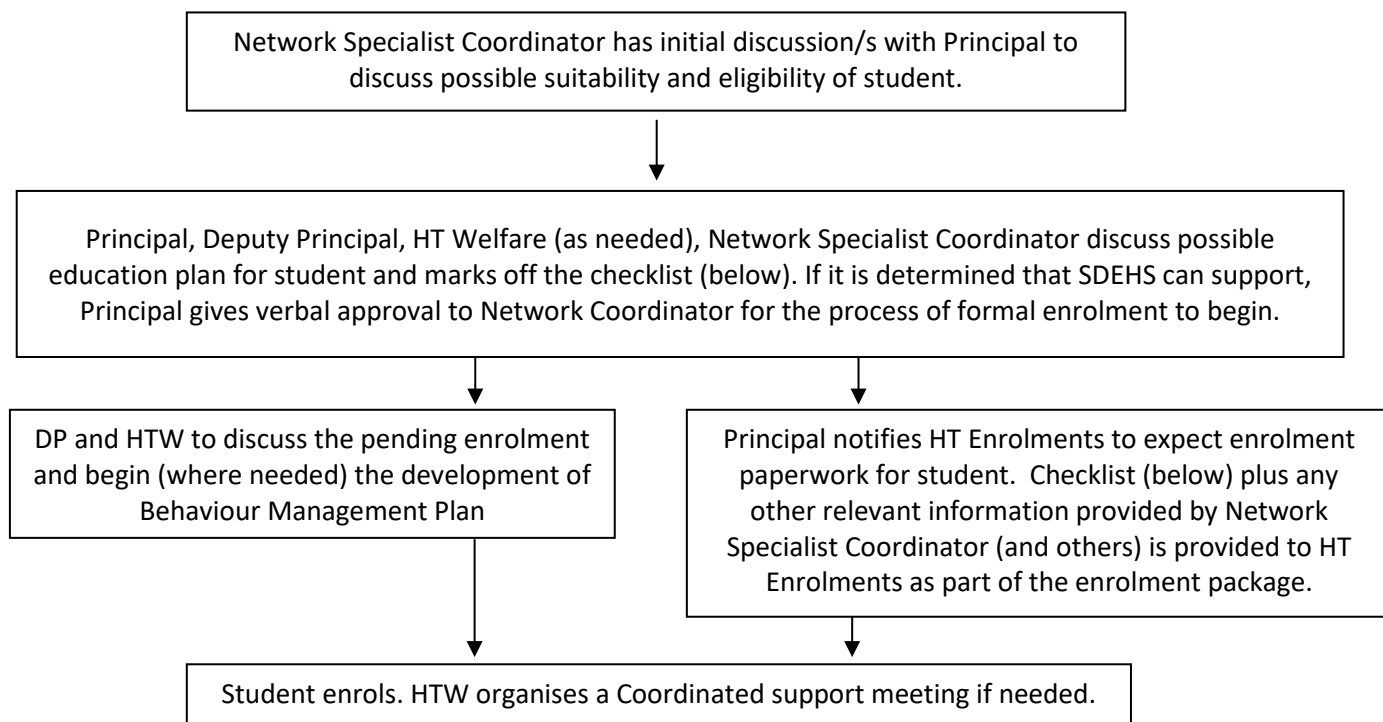 Network Specialist Coordinator has initial discussion/s with Principal to
discuss possible suitability and eligibility of student.
Principal, Deputy Principal, HT Welfare (as needed), Network Specialist Coordinator discuss possible
education plan for student and marks off the checklist (below). If it is determined that SDEHS can support,
Principal gives verbal approval to Network Coordinator for the process of formal enrolment to begin.
DP and HTW to discuss the pending enrolment
and begin (where needed) the development of
Behaviour Management Plan
Principal notifies HT Enrolments to expect enrolment
paperwork for student.  Checklist (below) plus any
other relevant information provided by Network
Specialist Coordinator (and others) is provided to HT
Enrolments as part of the enrolment package.
Student enrols. HTW organises a Coordinated support meeting if needed.